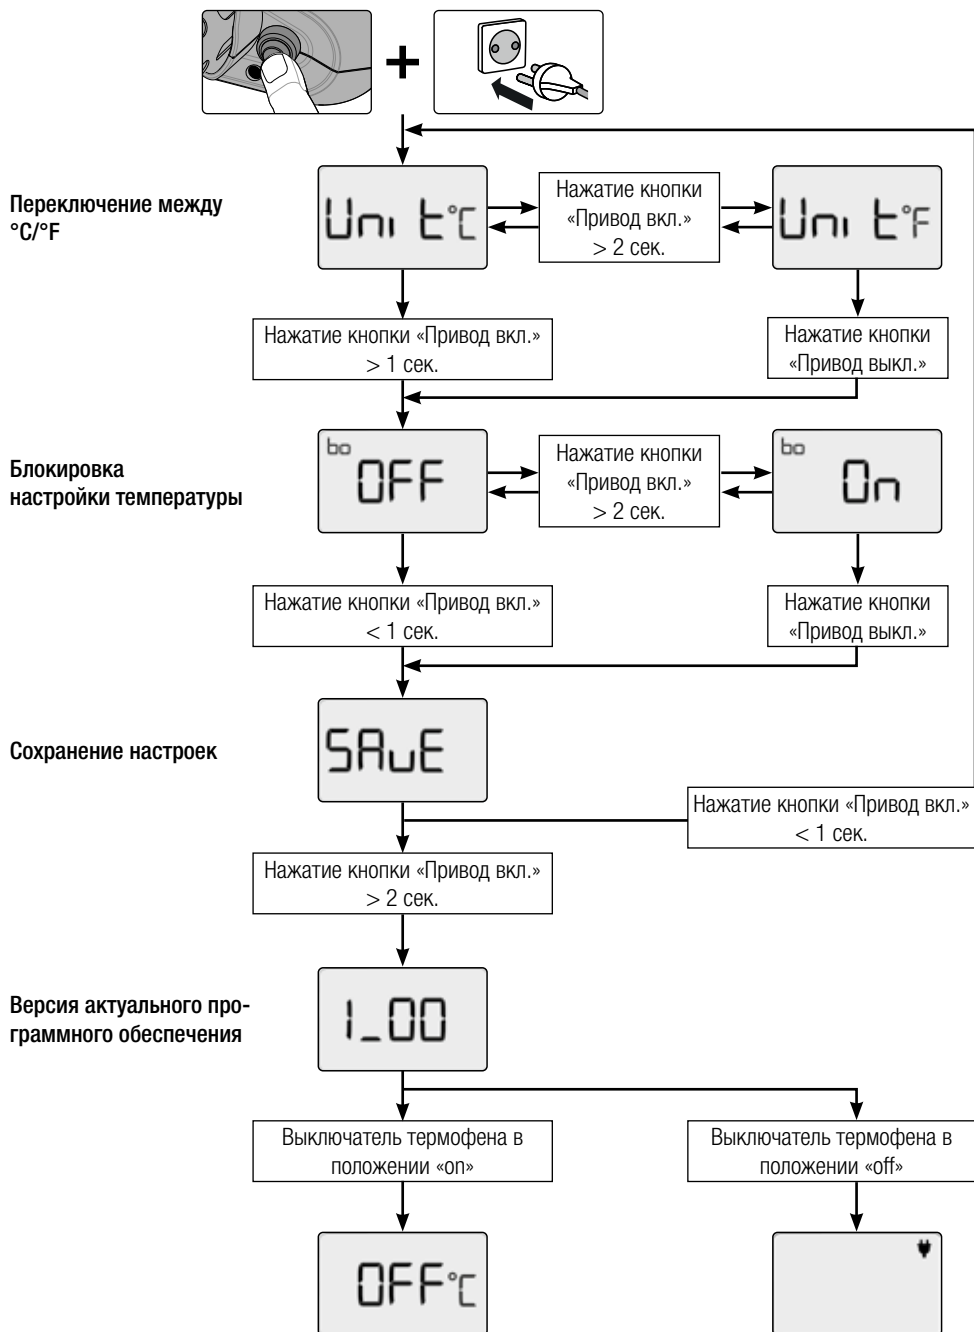 Переключение между
°C/°F
Unit°C
Нажатие кнопки
«Привод вкл.»
> 2 сек.
Unit°F
Нажатие кнопки «Привод вкл.»
> 1 сек.
Нажатие кнопки
«Привод выкл.»
Блокировка
настройки температуры
bo
OFF
Нажатие кнопки
«Привод вкл.»
> 2 сек.
bo
On
Нажатие кнопки «Привод вкл.»
< 1 сек.
Нажатие кнопки
«Привод выкл.»
Сохранение настроек
SAvE
Нажатие кнопки «Привод вкл.»
< 1 сек.
Нажатие кнопки «Привод вкл.»
> 2 сек.
Версия актуального про-
граммного обеспечения
1_00
Выключатель термофена в
положении «on»
Выключатель термофена в
положении «off»
OFF°C